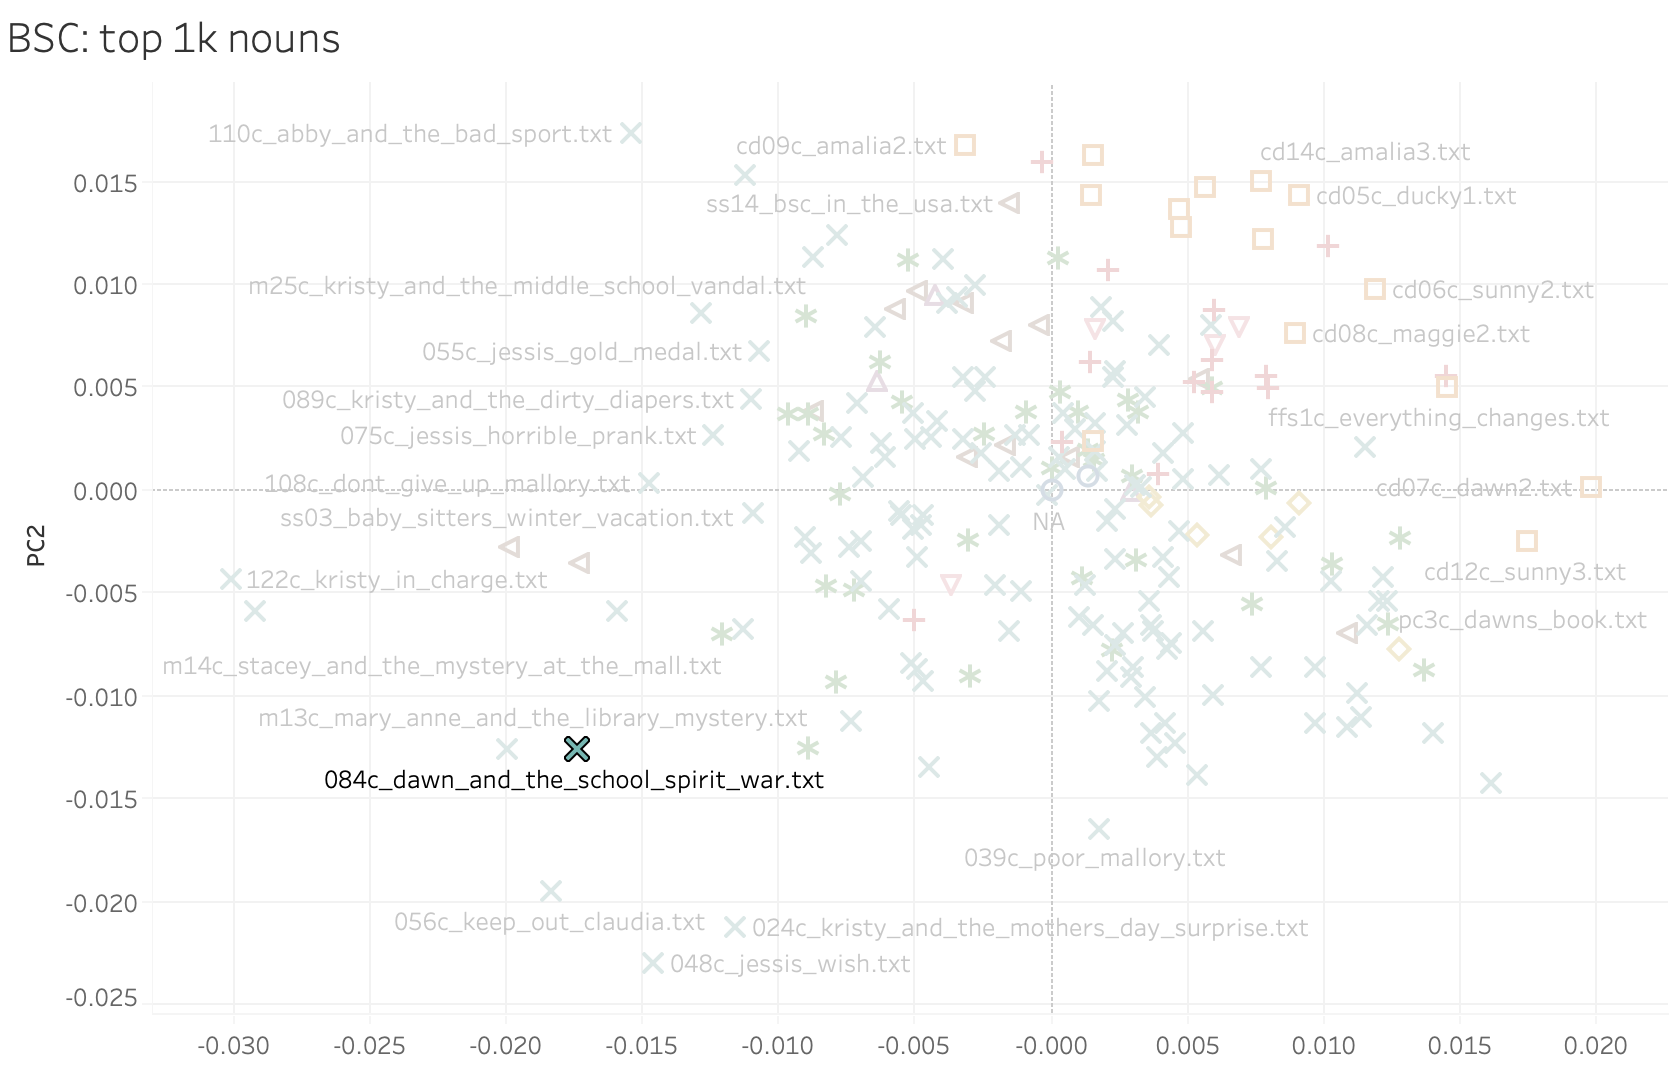 BSC: top 1k nouns
110c_abby_and_the_bad_sport.txt
cd09c_amalia2.txt
cd14c_amalia3.txt
0.015
ss14_bsc_in_the_usa.txt
cd05c_ducky1.txt
0.010
m25c_kristy_and_the_middle_school_vandal.txt
cd06c_sunny2.txt
cd08c_maggie2.txt
055c_jessis_gold_medal.txt
0.005
089c_kristy_and_the_dirty_diapers.txt
ffs1c_everything_changes.txt
075c_jessis_horrible_prank.txt
108c_dont_give_up_mallory.txt
cd07c_dawn2.txt
0.000
ss03_baby_sitters_winter_vacation.txt
NA
PC2
122c_kristy_in_charge.txt
cd12c_sunny3.txt
-0.005
pc3c_dawns_book.txt
m14c_stacey_and_the_mystery_at_the_mall.txt
-0.010
m13c_mary_anne_and_the_library_mystery.txt
084c_dawn_and_the_school_spirit_war.txt
-0.015
039c_poor_mallory.txt
-0.020
056c_keep_out_claudia.txt
024c_kristy_and_the_mothers_day_surprise.txt
048c_jessis_wish.txt
-0.025
-0.030 -0.025 -0.020 -0.015 -0.010 -0.005 -0.000 0.005 0.010 0.015 0.020